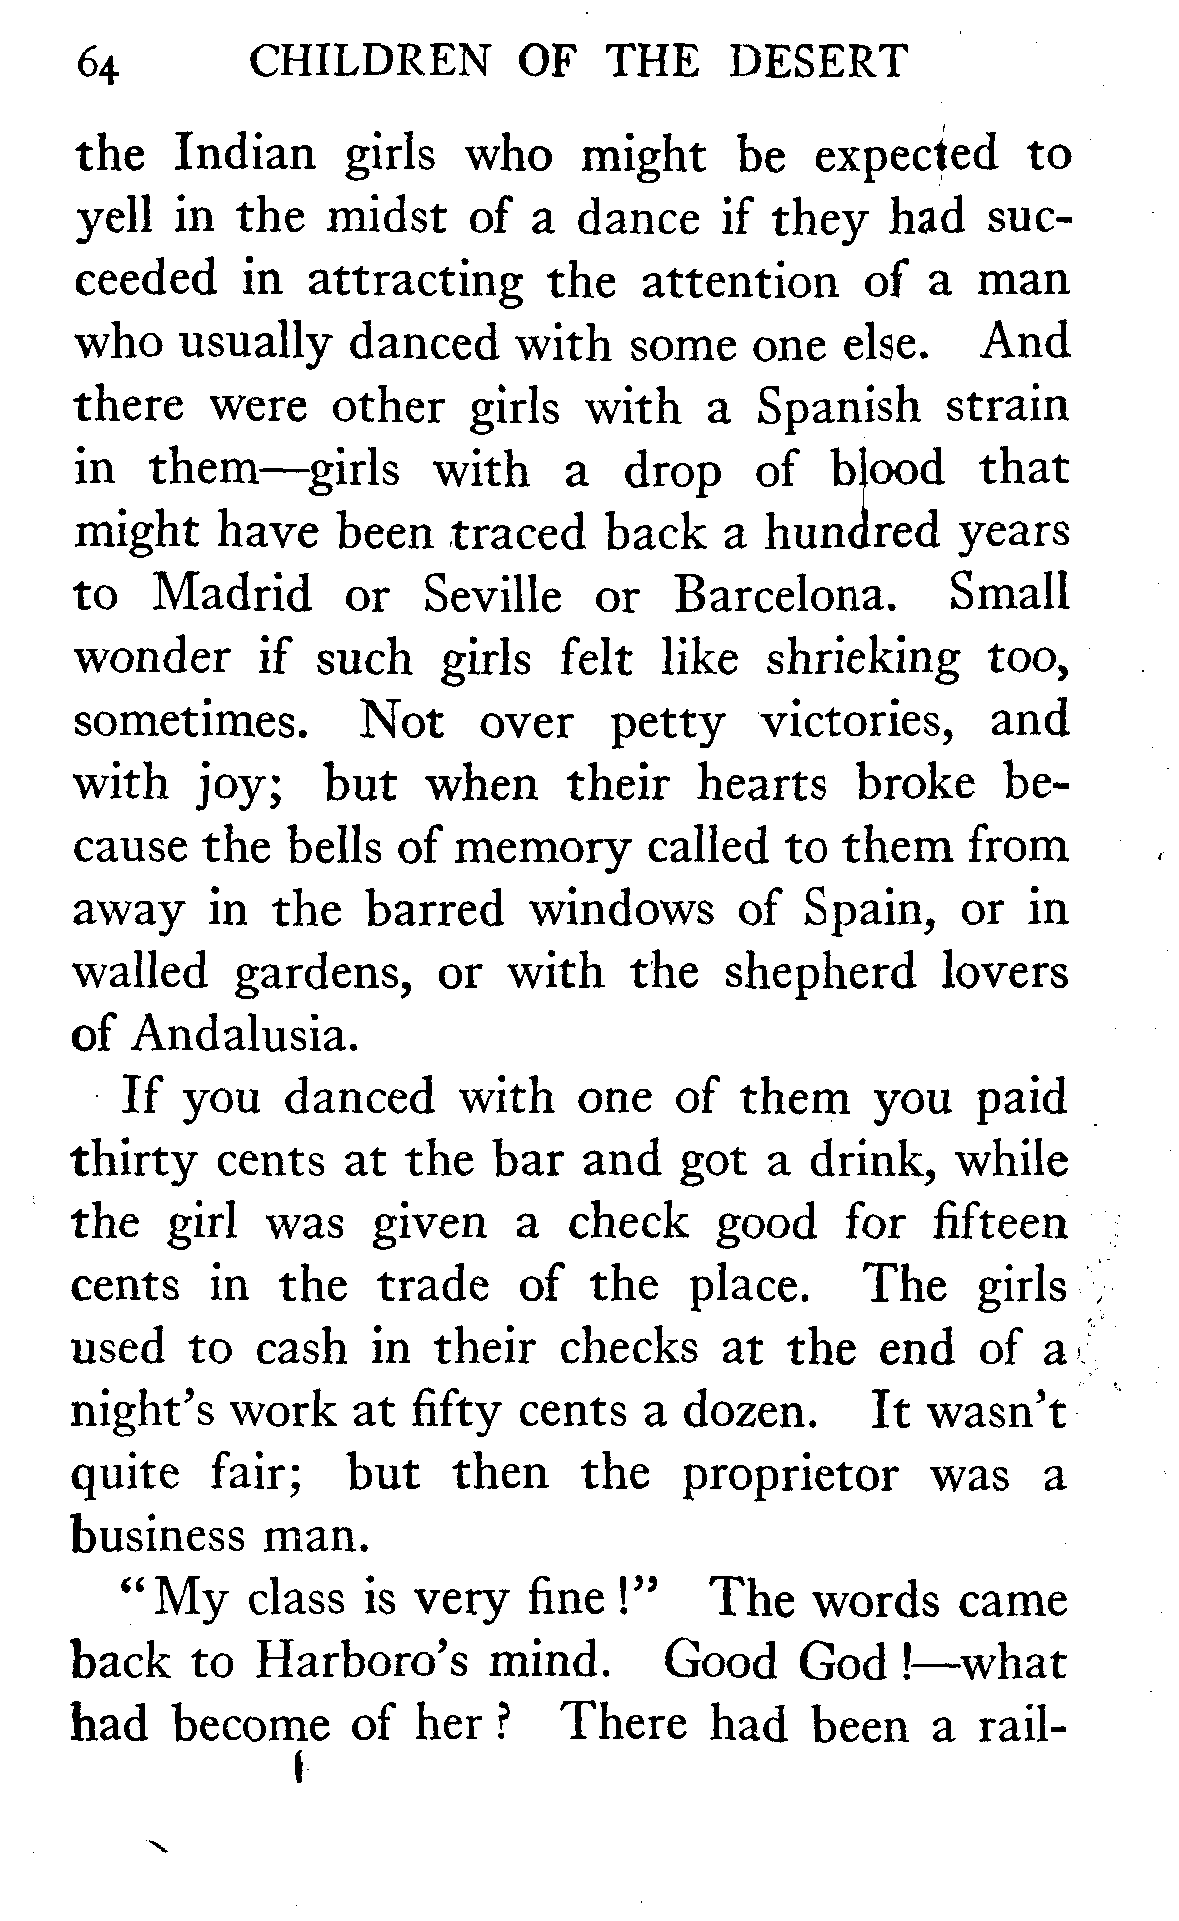 64 CHILDREN OF THE DESERT
the Indian girls who might be expected to
yell in the midst of a dance if they had suc-
ceeded in attracting the attention of a man
who usually danced with some one else. And
there were other girls with a Spanish strain
in them—girls with a drop of blood that
might have been traced back a hundred years
to Madrid or Seville or Barcelona. Small
wonder if such girls felt like shrieking too,
sometimes. Not over petty victories, and
with joy; but when their hearts broke be-
cause the bells of memory called to them from
away in the barred windows of Spain, or in
walled gardens, or with the shepherd lovers
of Andalusia.
If you danced with one of them you paid
thirty cents at the bar and got a drink, while
the girl was given a check good for fifteen
cents in the trade of the place. The girls
used to cash in their checks at the end of a
night's work at fifty cents a dozen. It wasn't
quite fair; but then the proprietor was a
business man.
"My class is very fine!" The words came
back to Harboro's mind. Good God!—what
had become of her? There had been a rail-